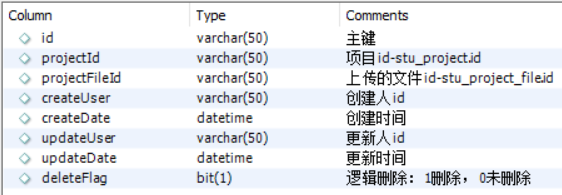 Column Type Comments
id varchar(50) 主键
projectId varchar(50) 项目id-stu_project.id
projectFileId varchar(50) 上传的文件id-stu_project_file.id
createUser varchar(50) 创建人id
createDate datetime 创建时间
updateUser varchar(50) 更新人id
updateDate datetime 更新时间
deleteFlag bit(1) 逻辑删除：1删除，0未删除